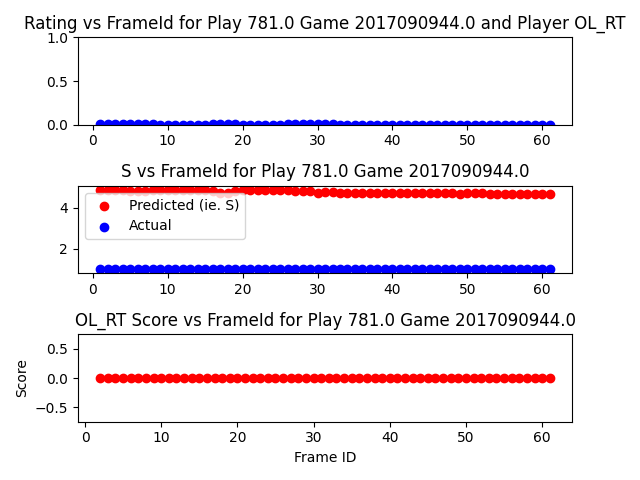 Rating vs FrameId for Play 781.0 Game 2017090944.0 and Player OL_RT
1.0
0.5
0.0
0 10 20 30 40 50 60
S vs FrameId for Play 781.0 Game 2017090944.0
4
2
Predicted (ie. S)
Actual
0 10 20 30 40 50 60
OL_RT Score vs FrameId for Play 781.0 Game 2017090944.0
Score
0.5
0.0
−0.5
0 10 20 30 40 50 60
Frame ID